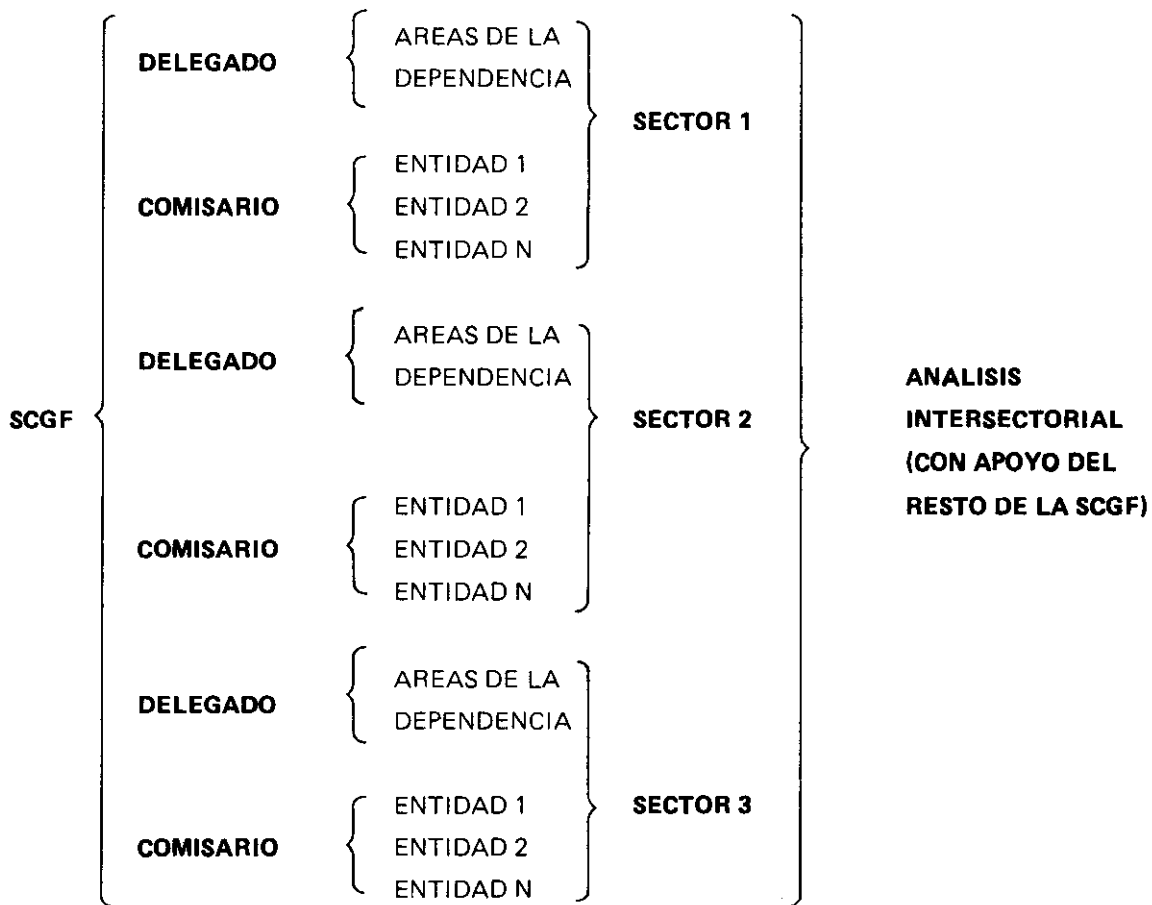 SCGF
DELEGADO
AREAS DE LA
DEPENDENCIA
COMISARIO
ENTIDAD 1
ENTIDAD 2
ENTIDAD N
SECTOR 1
DELEGADO
AREAS DE LA
DEPENDENCIA
COMISARIO
ENTIDAD 1
ENTIDAD 2
ENTIDAD N
SECTOR 2
DELEGADO
AREAS DE LA
DEPENDENCIA
COMISARIO
ENTIDAD 1
ENTIDAD 2
ENTIDAD N
SECTOR 3
ANALISIS
INTERSECTORIAL
(CON APOYO DEL
RESTO DE LA SCGF)